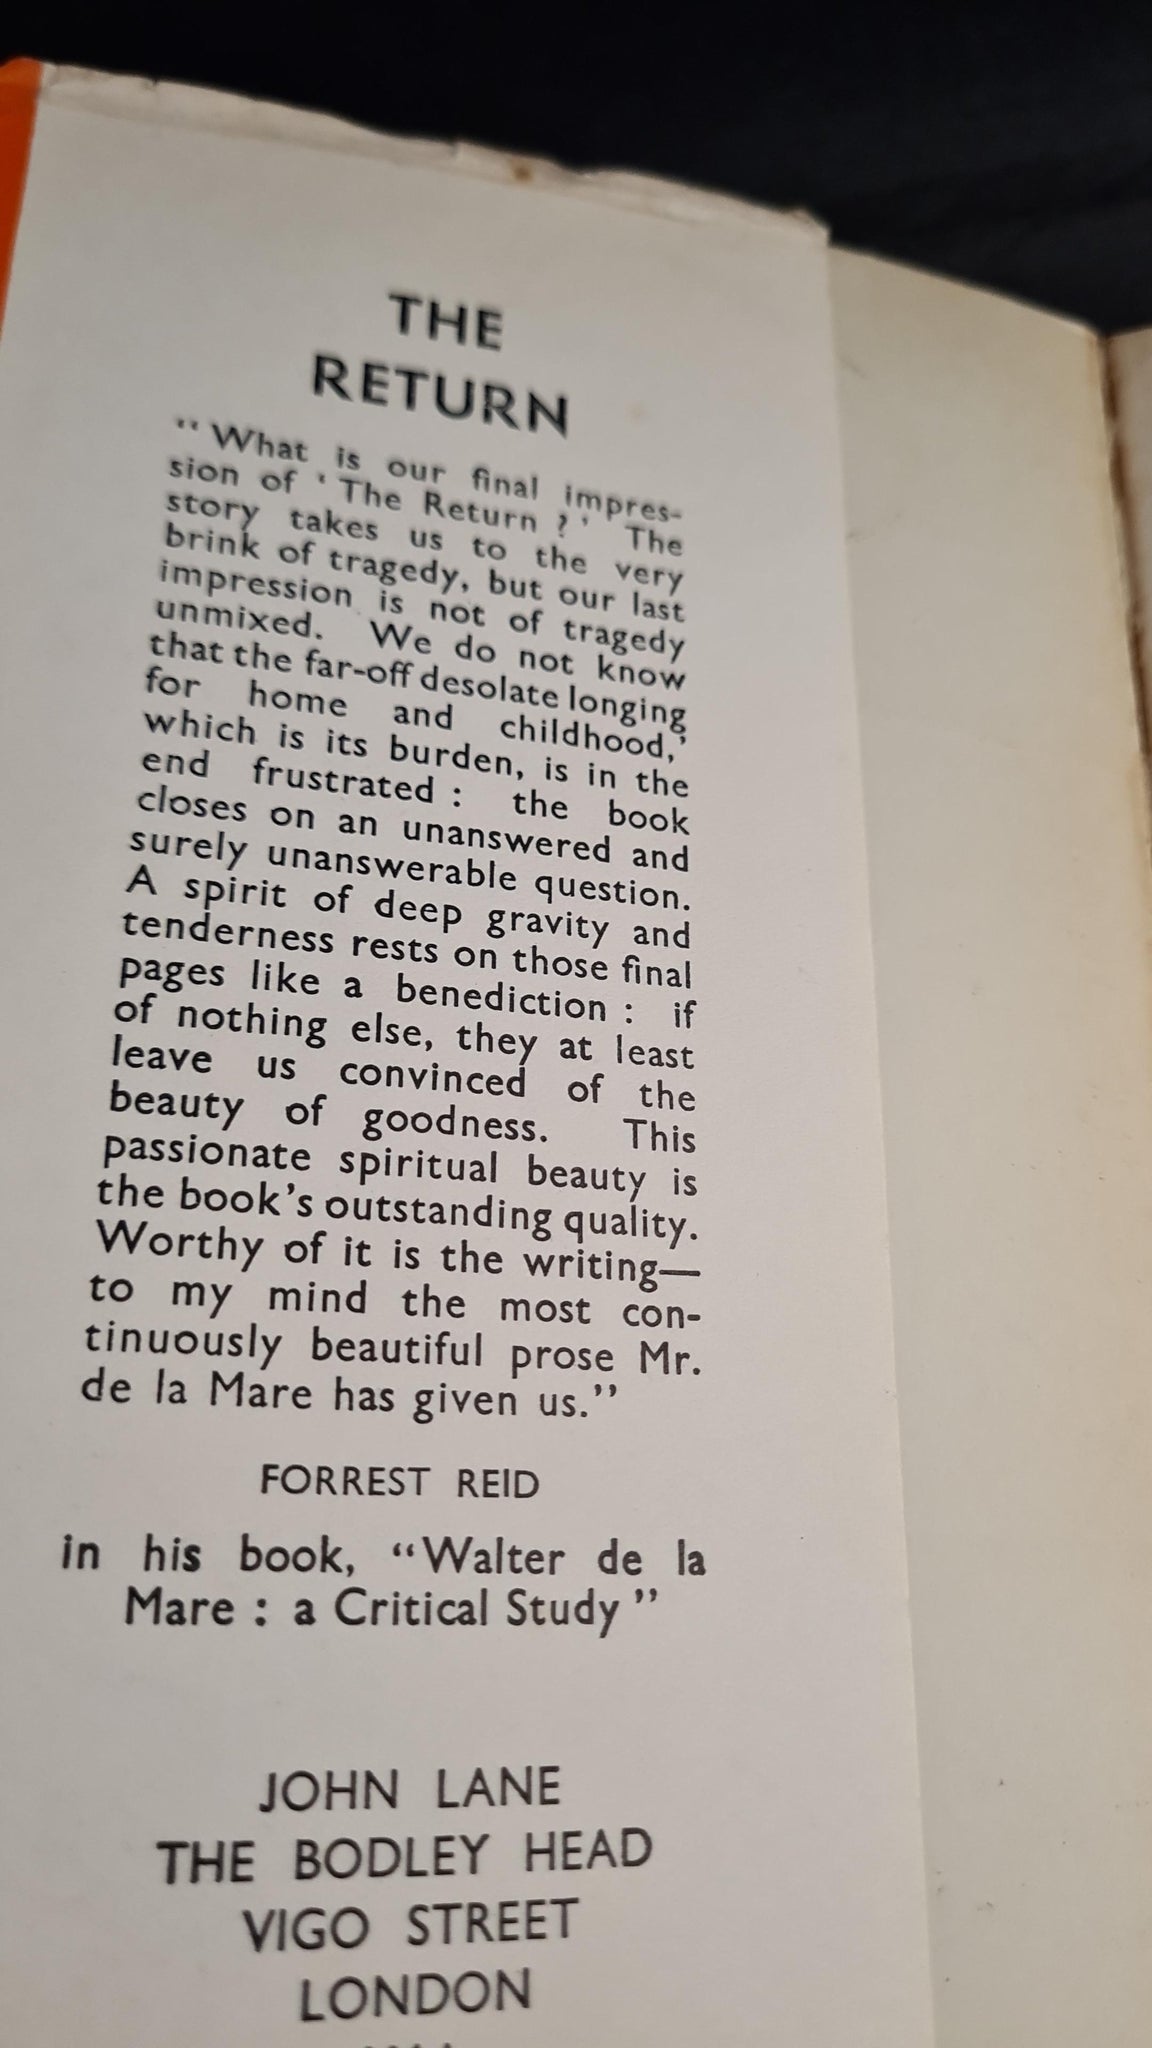 THE
RETURN
"What is our final impres-
sion of 'The Return?' The
story takes us to the very
brink of tragedy, but our last
impression is not of tragedy
unmixed. We do not know
that the far-off desolate longing
for home and childhood,'
which is its burden, is in the
end frustrated : the book
closes on an unanswered and
surely unanswerable question.
A spirit of deep gravity and
tenderness rests on those final
pages like a benediction : if
of nothing else, they at least
leave us convinced of the
beauty of goodness. This
passionate spiritual beauty is
the book's outstanding quality.
Worthy of it is the writing—
to my mind the most con-
tinuously beautiful prose Mr.
de la Mare has given us."
FORREST REID
in his book, "Walter de la
Mare : a Critical Study"
JOHN LANE
THE BODLEY HEAD
VIGO STREET
LONDON